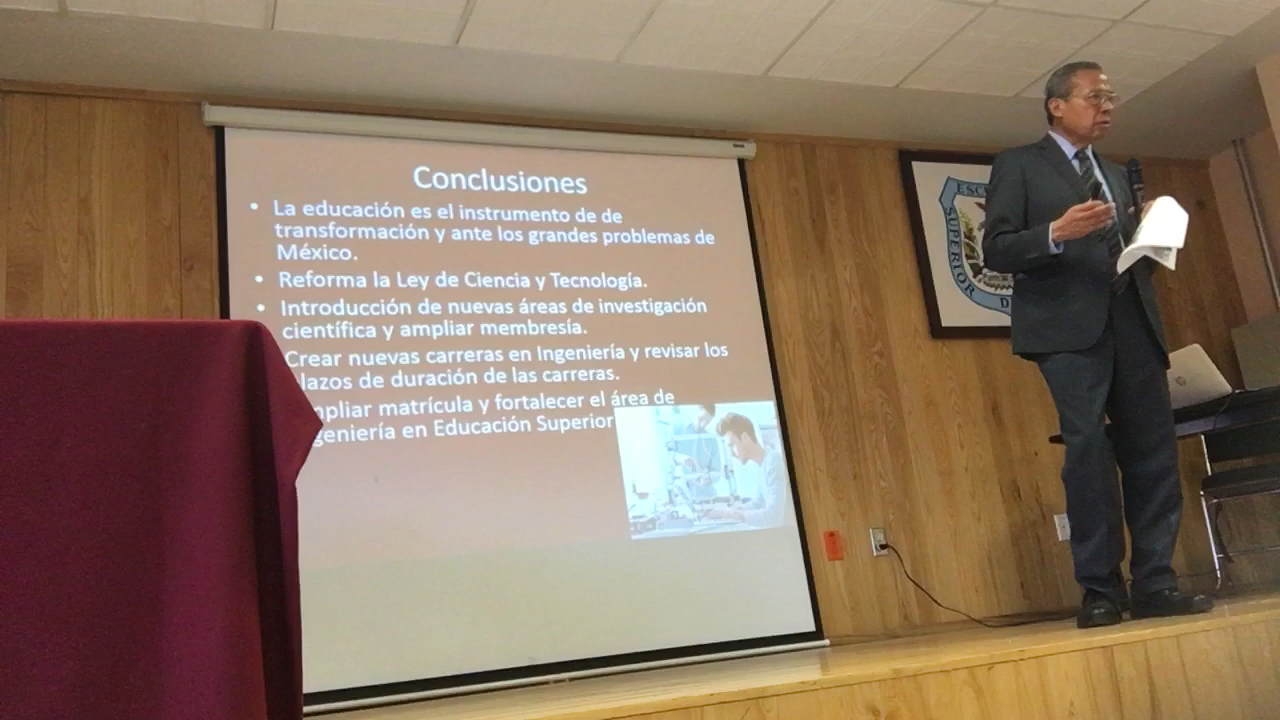 Conclusiones
• La educación es el instrumento de de
transformación y ante los grandes problemas de
México.
• Reforma la Ley de Ciencia y Tecnología.
• Introducción de nuevas áreas de investigación
científica y ampliar membresía.
Crear nuevas carreras en Ingeniería y revisar los
lazos de duración de las carreras.
mpliar matrícula y fortalecer el área de
geniería en Educación Superior
ESC
SUPERIOR
D